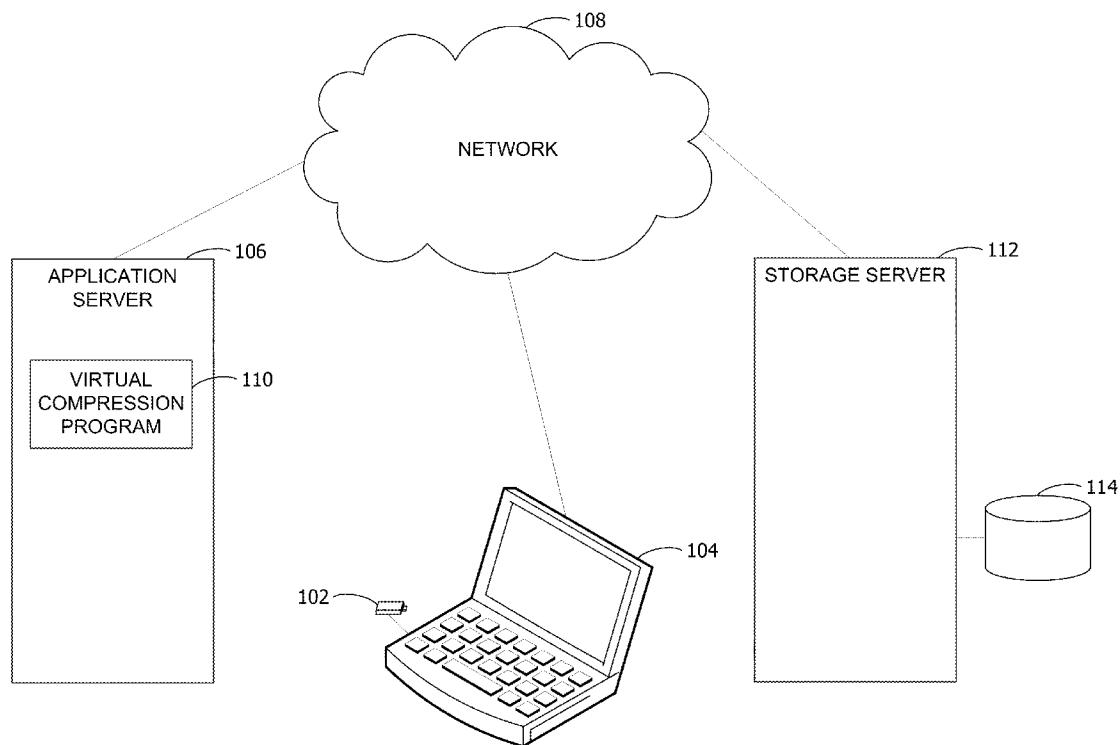 108
NETWORK
106
APPLICATION
SERVER
112
STORAGE SERVER
VIRTUAL
COMPRESSION
PROGRAM
110
114
104
102